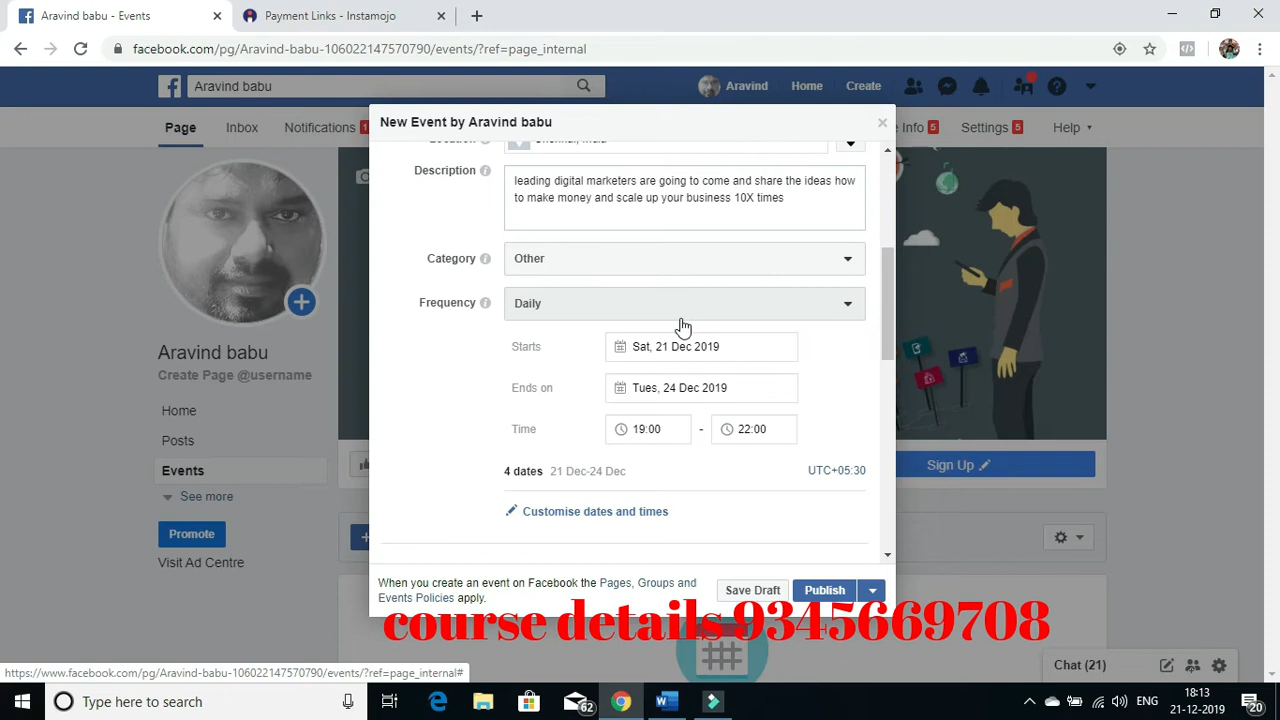 Aravind babu - Events
Payment Links - Instamojo
facebook.com/pg/Aravind-babu-106022147570790/events/?ref=page_internal
Aravind babu
Aravind
Home
Create
Page
Inbox
Notifications 1
e Info 5
Settings 5
Help
New Event by Aravind babu
Description
leading digital marketers are going to come and share the ideas how
to make money and scale up your business 10X times
Category
Other
Frequency
Daily
Starts
Sat, 21 Dec 2019
Ends on
Tues, 24 Dec 2019
Time
19:00
-
22:00
4 dates 21 Dec-24 Dec
UTC+05:30
Customise dates and times
When you create an event on Facebook the Pages, Groups and
Events Policies apply.
Save Draft
Publish
Aravind babu
Create Page @username
Home
Posts
Events
See more
Promote
Visit Ad Centre
Sign Up
course details 9345669708
Chat (21)
https://www.facebook.com/pg/Aravind-babu-106022147570790/events/?ref=page_internal#
Type here to search
62
ENG
18:13
21-12-2019
20